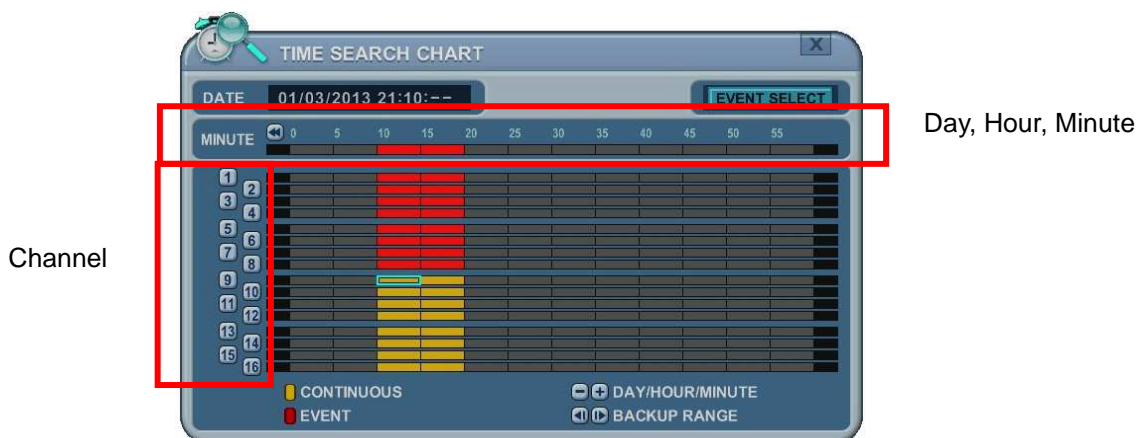 TIME SEARCH CHART X
DATE 01/03/2013 21:10:-- EVENT SELECT
Day, Hour, Minute
MINUTE 0 5 10 15 20 25 30 35 40 45 50 55
Channel
1
2
3
4
5
6
7
8
9
10
11
12
13
14
15
16
CONTINUOUS - + DAY/HOUR/MINUTE
EVENT BACKUP RANGE